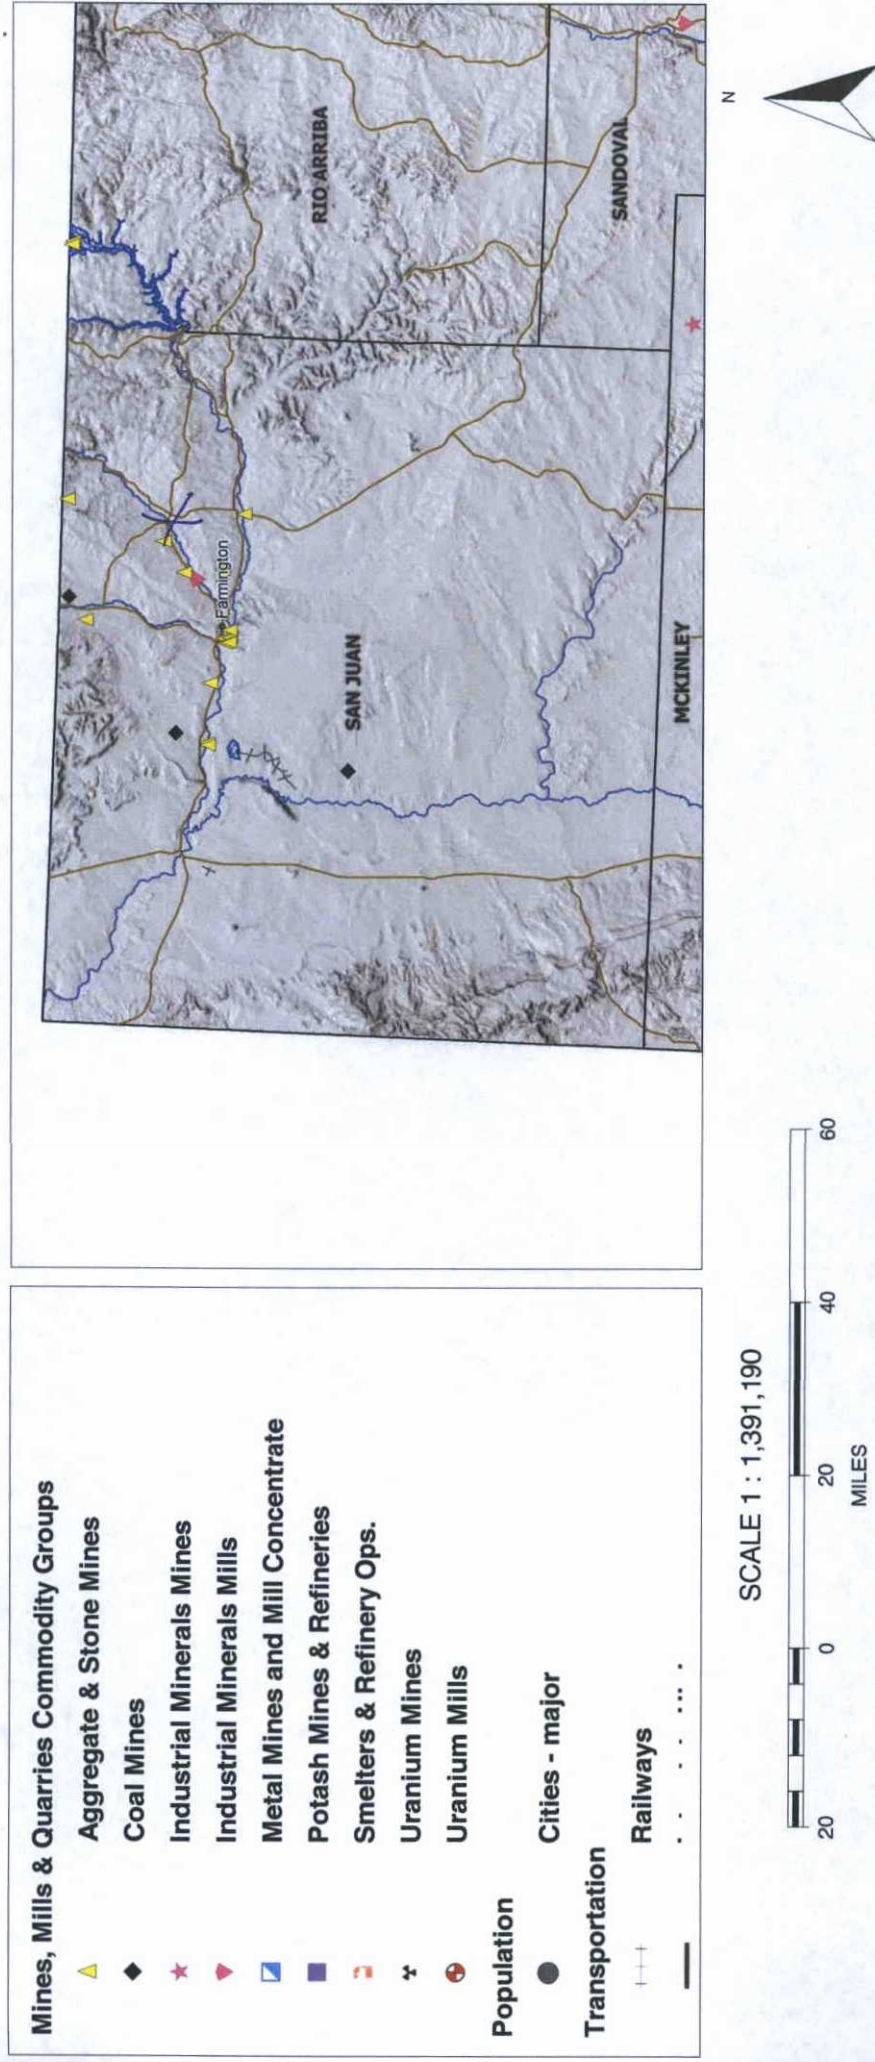 Mines, Mills & Quarries Commodity Groups
Aggregate & Stone Mines
Coal Mines
Industrial Minerals Mines
Industrial Minerals Mills
Metal Mines and Mill Concentrate
Potash Mines & Refineries
Smelters & Refinery Ops.
Uranium Mines
Uranium Mills
Population
Cities - major
Transportation
Railways
Farmington
SAN JUAN
RIO ARRIBA
SANDOVAL
MCKINLEY
SCALE 1 : 1,391,190
20 0 20 40 60
MILES
N